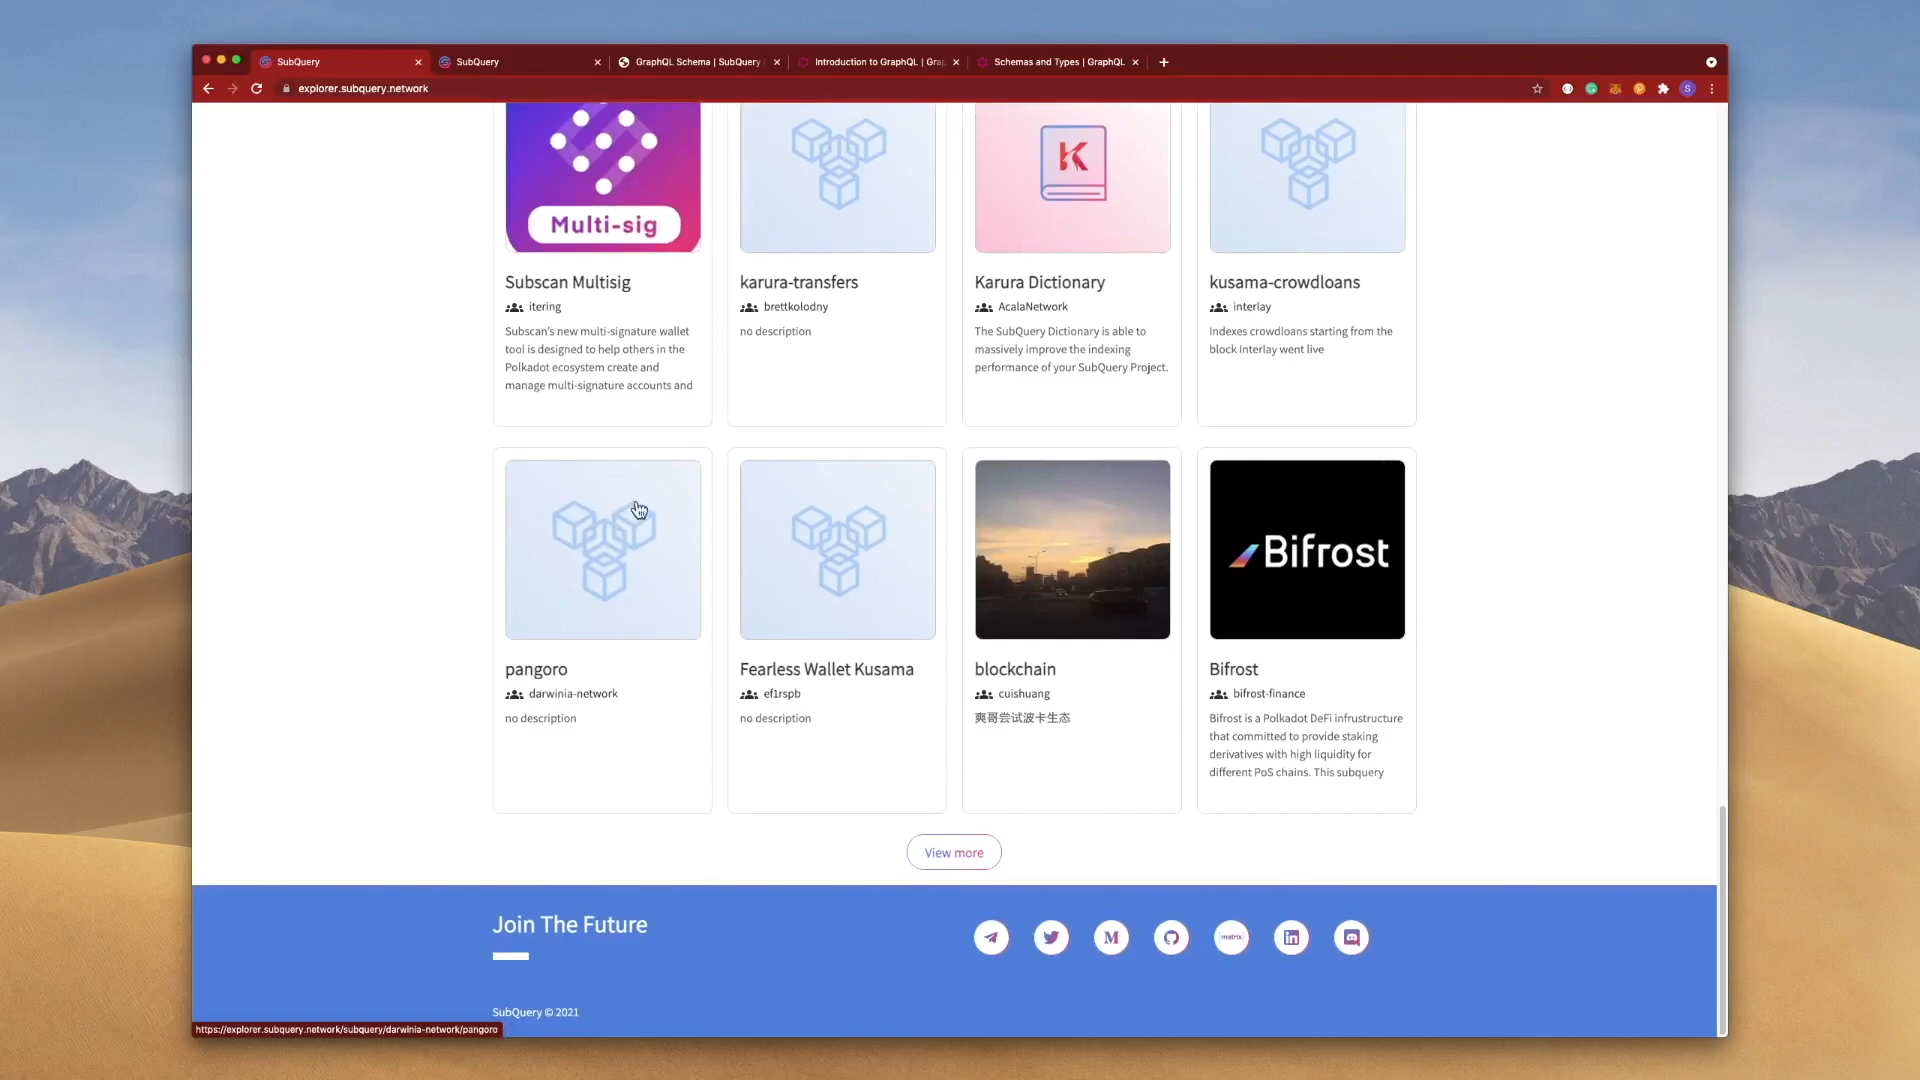 SubQuery
SubQuery
GraphQL Schema | SubQuery
Introduction to GraphQL | Grap
Schemas and Types | GraphQL
explorer.subquery.network
S
Multi-sig
K
Subscan Multisig
itering
Subscan's new multi-signature wallet
tool is designed to help others in the
Polkadot ecosystem create and
manage multi-signature accounts and
karura-transfers
brettkolodny
no description
Karura Dictionary
AcalaNetwork
The SubQuery Dictionary is able to
massively improve the indexing
performance of your SubQuery Project.
kusama-crowdloans
interlay
Indexes crowdloans starting from the
block Interlay went live
pangoro
darwinia-network
no description
Fearless Wallet Kusama
ef1rspb
no description
blockchain
cuishuang
爽哥尝试波卡生态
Bifrost
Bifrost
bifrost-finance
Bifrost is a Polkadot DeFi infrustructure
that committed to provide staking
derivatives with high liquidity for
different PoS chains. This subquery
View more
Join The Future
M
[matrix]
SubQuery © 2021
https://explorer.subquery.network/subquery/darwinia-network/pangoro